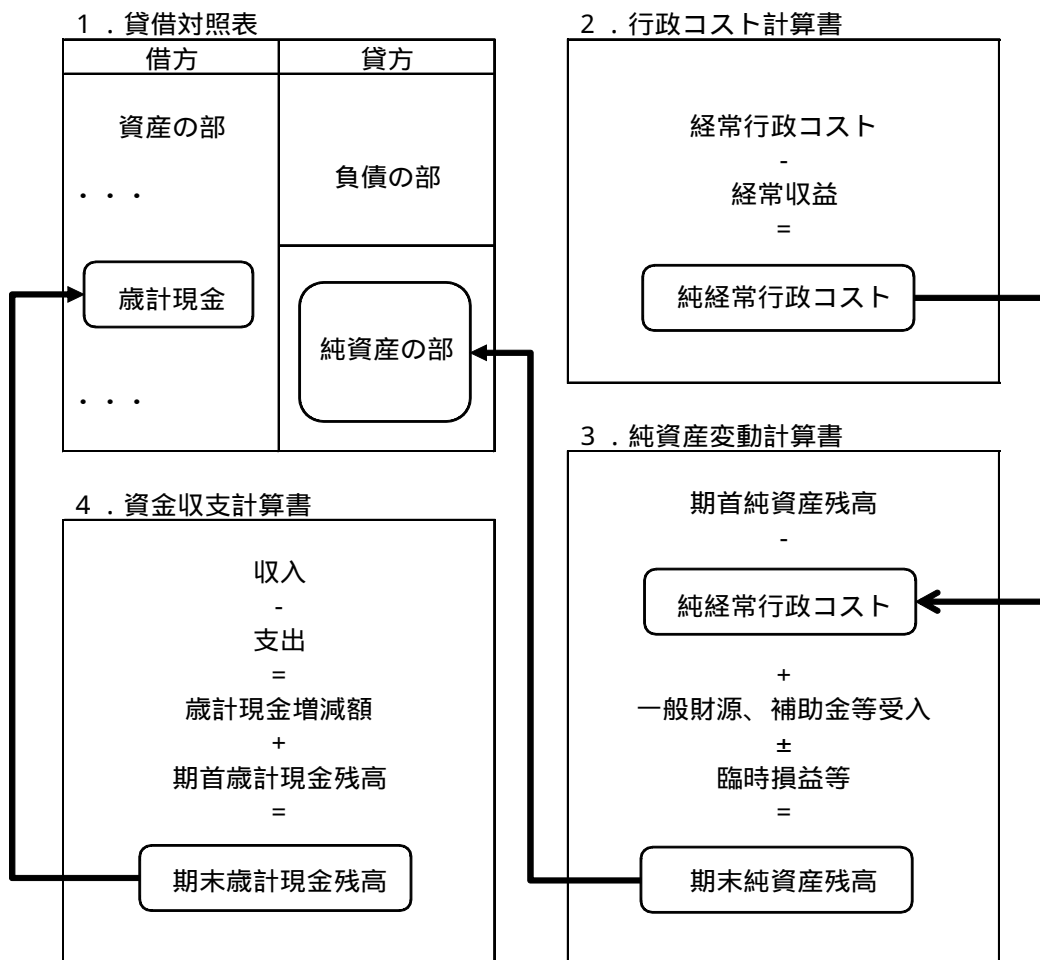 1．貸借対照表
借方
貸方
資産の部
・・・
歳計現金
・・・
負債の部
純資産の部
2．行政コスト計算書
経常行政コスト
-
経常収益
=
純経常行政コスト
3．純資産変動計算書
期首純資産残高
-
純経常行政コスト
+
一般財源、補助金等受入
±
臨時損益等
=
期末純資産残高
4．資金収支計算書
収入
-
支出
=
歳計現金増減額
+
期首歳計現金残高
=
期末歳計現金残高